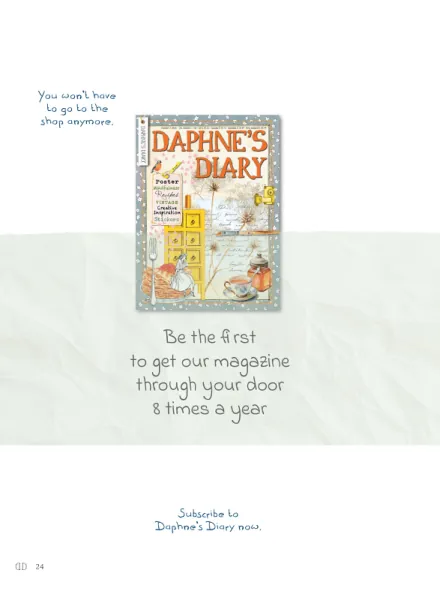 You won't have
to go to the
shop anymore.
DAPHNE'S
DIARY
Poster
Recipes
VINTAGE
Creative
Inspiration
Stickers
Be the first
to get our magazine
through your door
8 times a year
Subscribe to
Daphne's Diary now.
DD 24